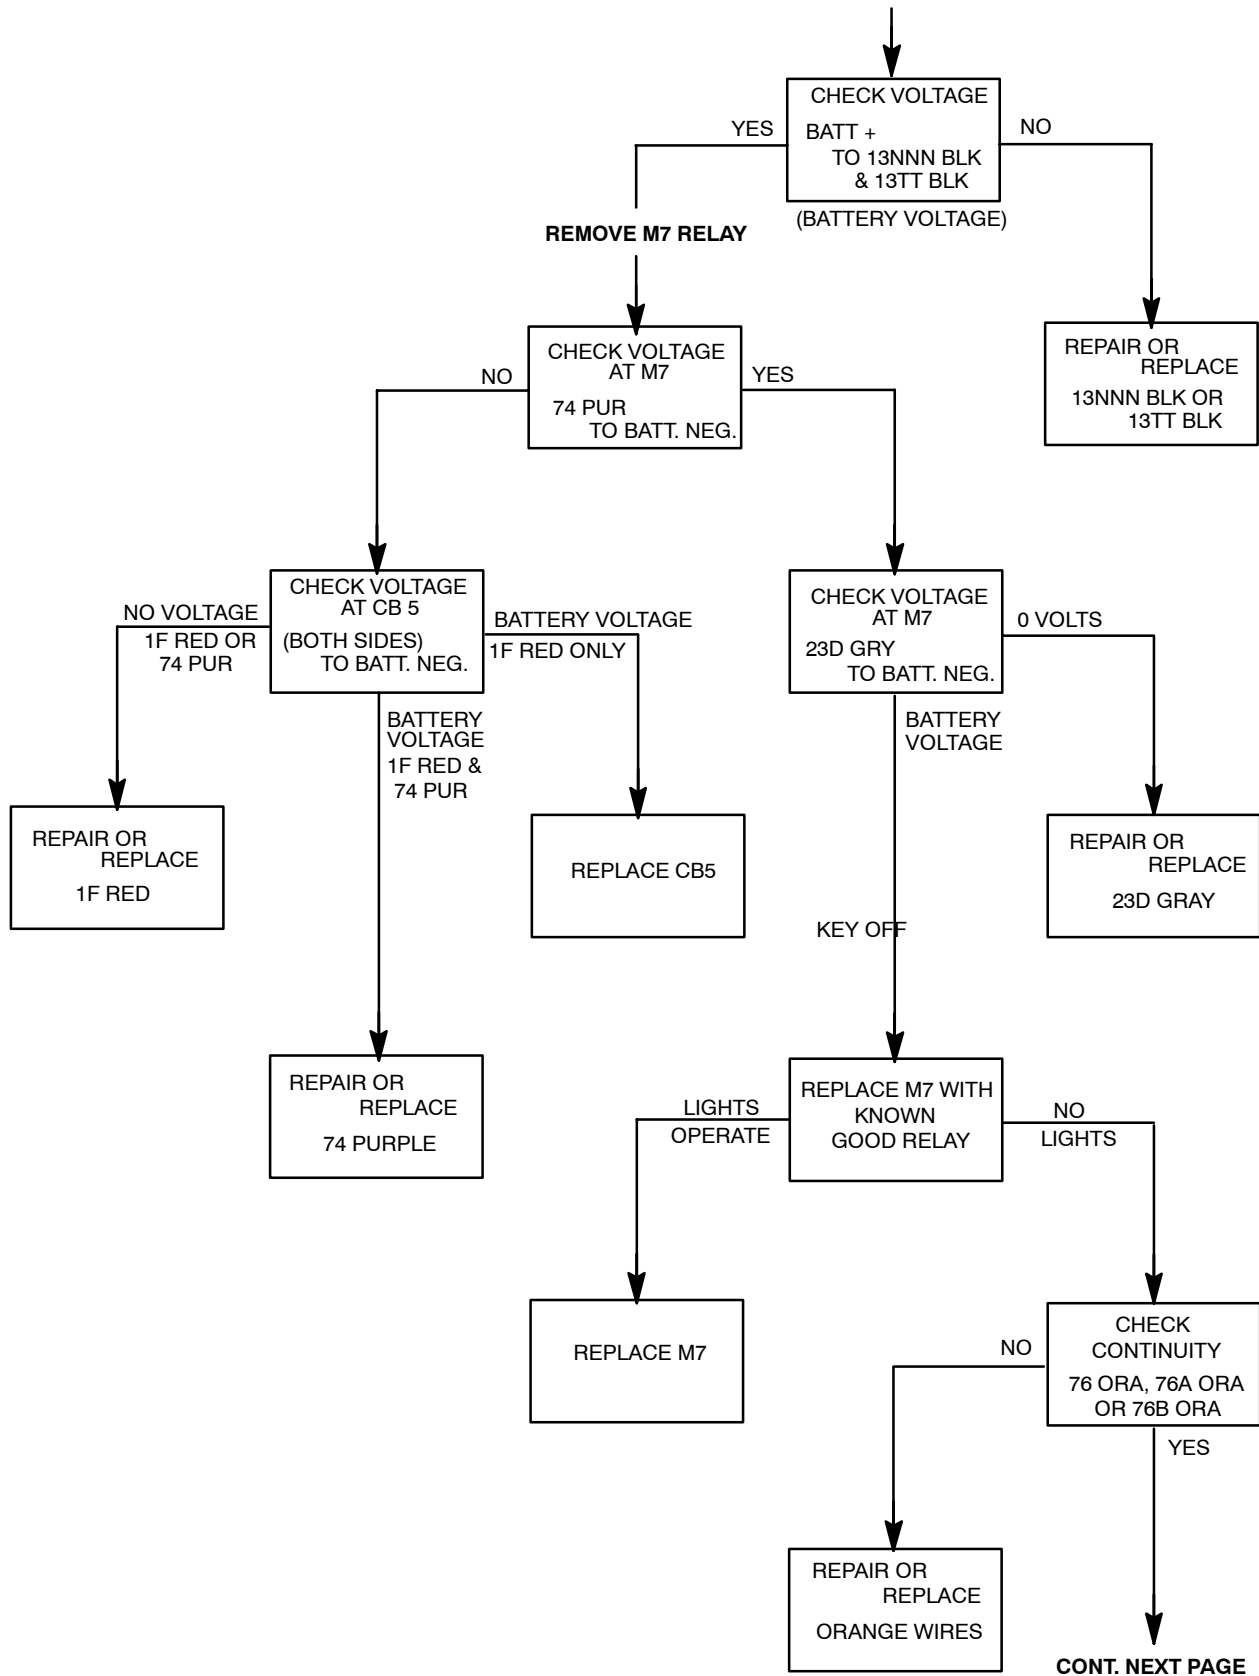 CHECK VOLTAGE
BATT +
TO 13NNN BLK
& 13TT BLK
YES
NO
(BATTERY VOLTAGE)
REMOVE M7 RELAY
REPAIR OR
REPLACE
13NNN BLK OR
13TT BLK
CHECK VOLTAGE
AT M7
74 PUR
TO BATT. NEG.
NO
YES
CHECK VOLTAGE
AT CB 5
(BOTH SIDES)
TO BATT. NEG.
NO VOLTAGE
1F RED OR
74 PUR
BATTERY VOLTAGE
1F RED ONLY
BATTERY
VOLTAGE
1F RED &
74 PUR
CHECK VOLTAGE
AT M7
23D GRY
TO BATT. NEG.
0 VOLTS
BATTERY
VOLTAGE
REPAIR OR
REPLACE
1F RED
REPLACE CB5
REPAIR OR
REPLACE
23D GRAY
KEY OFF
REPAIR OR
REPLACE
74 PURPLE
REPLACE M7 WITH
KNOWN
GOOD RELAY
LIGHTS
OPERATE
NO
LIGHTS
REPLACE M7
CHECK
CONTINUITY
76 ORA, 76A ORA
OR 76B ORA
NO
YES
REPAIR OR
REPLACE
ORANGE WIRES
CONT. NEXT PAGE